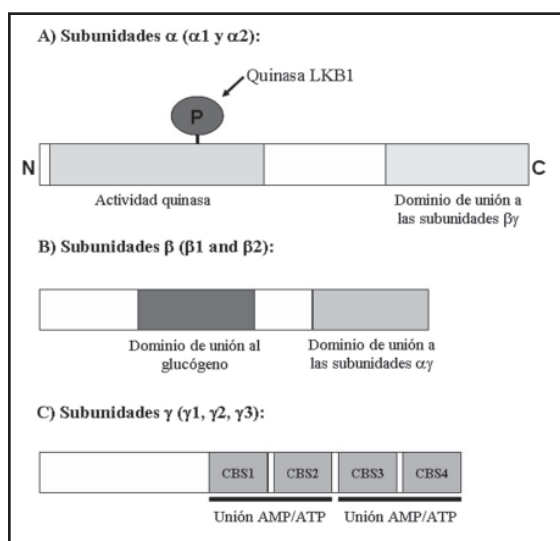 A) Subunidades α (α1 y α2):
Quinasa LKB1
P
N
C
Actividad quinasa
Dominio de unión a
las subunidades βγ
B) Subunidades β (β1 and β2):
Dominio de unión al
glucógeno
Dominio de unión a
las subunidades αγ
C) Subunidades γ (γ1, γ2, γ3):
CBS1 CBS2 CBS3 CBS4
Unión AMP/ATP Unión AMP/ATP